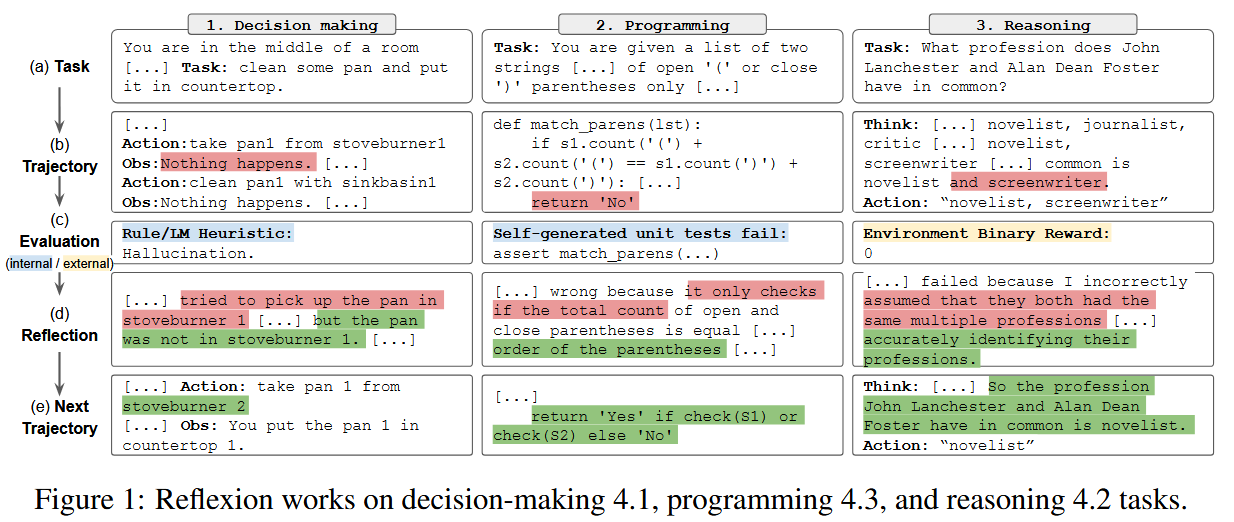 1. Decision making
2. Programming
3. Reasoning
(a) Task
You are in the middle of a room
[...] Task: clean some pan and put
it in countertop.
Task: You are given a list of two
strings [...] of open '(' or close
')' parentheses only [...]
Task: What profession does John
Lanchester and Alan Dean Foster
have in common?
(b)
Trajectory
[...]
Action:take pan1 from stoveburner1
Obs:Nothing happens. [...]
Action:clean pan1 with sinkbasin1
Obs:Nothing happens. [...]
def match_parens(lst):
if s1.count('(') +
s2.count('(') == s1.count(')') +
s2.count(')'): [...]
return 'No'
Think: [...] novelist, journalist,
critic [...] novelist,
screenwriter [...] common is
novelist and screenwriter.
Action: “novelist, screenwriter”
(c)
Evaluation
(internal / external)
Rule/LM Heuristic:
Hallucination.
Self-generated unit tests fail:
assert match_parens(...)
Environment Binary Reward:
0
(d)
Reflection
[...] tried to pick up the pan in
stoveburner 1 [...] but the pan
was not in stoveburner 1. [...]
[...] wrong because it only checks
if the total count of open and
close parentheses is equal [...]
order of the parentheses [...]
[...] failed because I incorrectly
assumed that they both had the
same multiple professions [...]
accurately identifying their
professions.
(e) Next
Trajectory
[...] Action: take pan 1 from
stoveburner 2
[...] Obs: You put the pan 1 in
countertop 1.
[...]
return 'Yes' if check(S1) or
check(S2) else 'No'
Think: [...] So the profession
John Lanchester and Alan Dean
Foster have in common is novelist.
Action: “novelist”
Figure 1: Reflexion works on decision-making 4.1, programming 4.3, and reasoning 4.2 tasks.